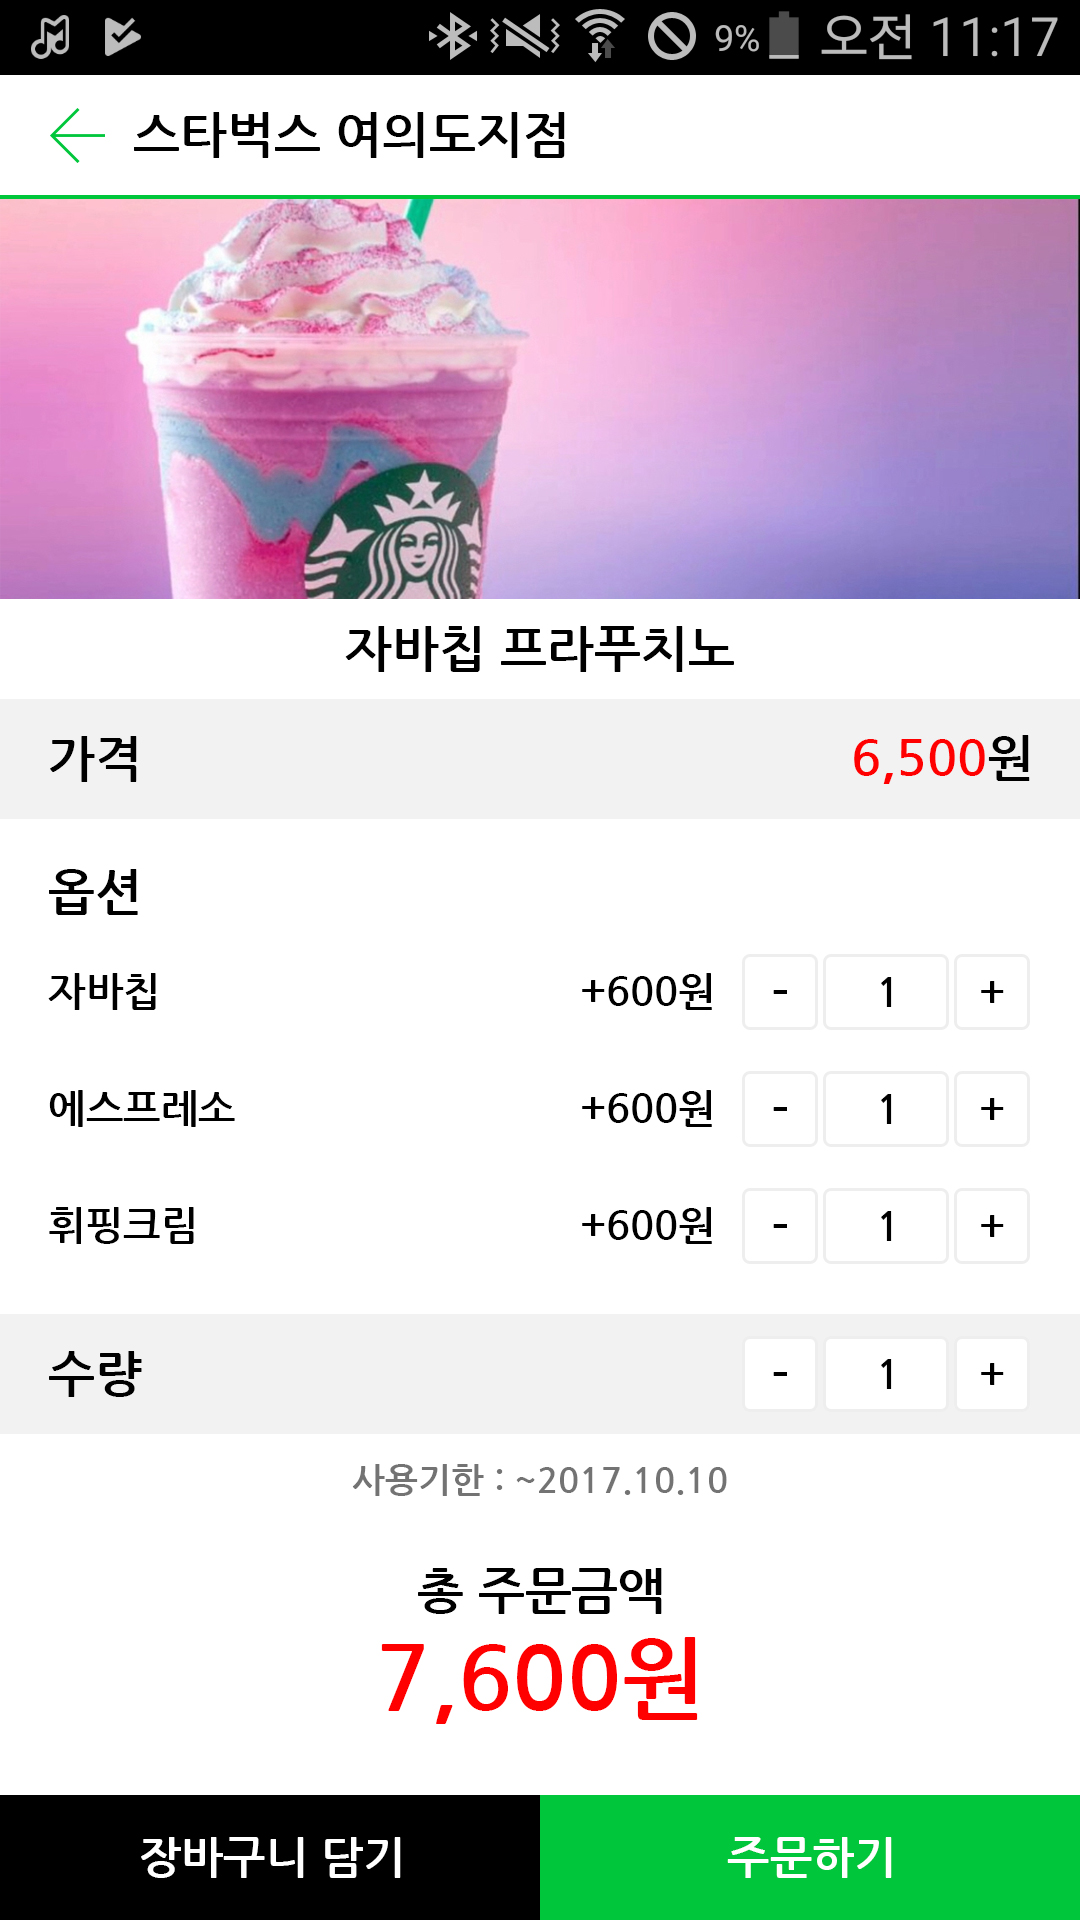 9% 오전 11:17
스타벅스 여의도지점
자바칩 프라푸치노
가격 6,500원
옵션
자바칩 +600원 - 1 +
에스프레소 +600원 - 1 +
휘핑크림 +600원 - 1 +
수량 - 1 +
사용기한 : ~2017.10.10
총 주문금액
7,600원
장바구니 담기 주문하기